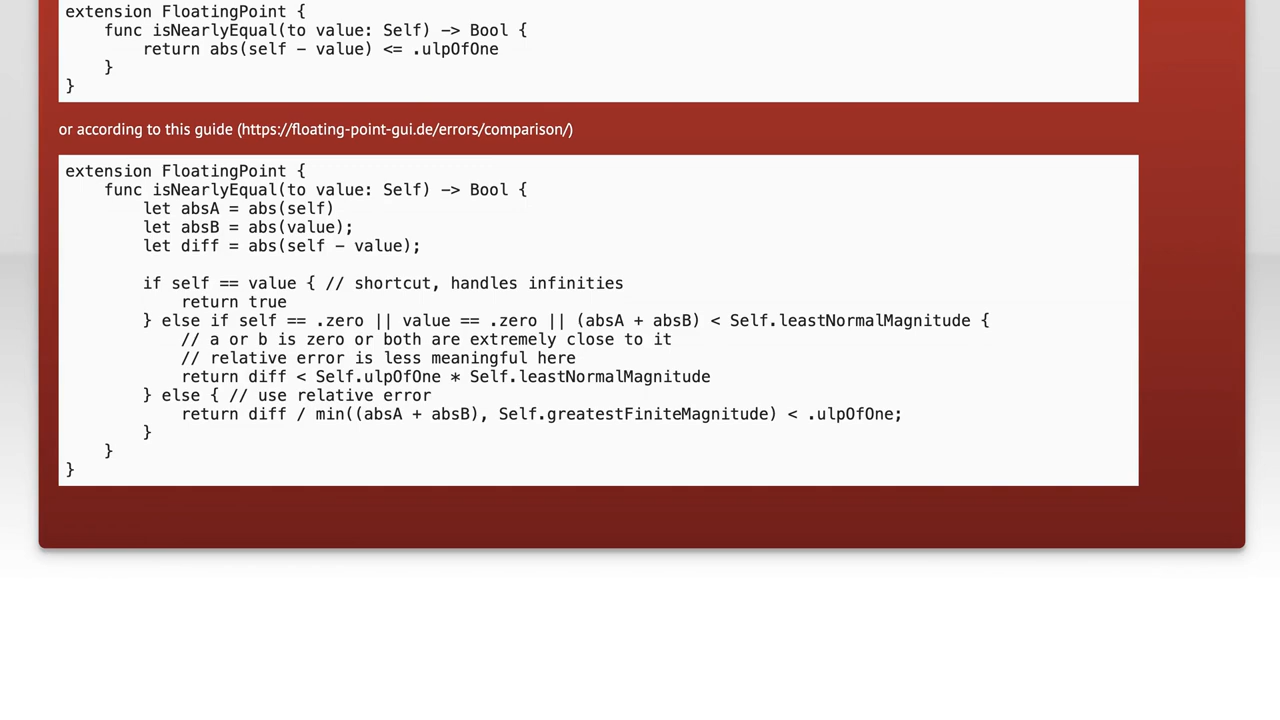 extension FloatingPoint {
    func isNearlyEqual(to value: Self) -> Bool {
        return abs(self - value) <= .ulpOfOne
    }
}
or according to this guide (https://floating-point-gui.de/errors/comparison/)
extension FloatingPoint {
    func isNearlyEqual(to value: Self) -> Bool {
        let absA = abs(self)
        let absB = abs(value);
        let diff = abs(self - value);
        if self == value { // shortcut, handles infinities
            return true
        } else if self == .zero || value == .zero || (absA + absB) < Self.leastNormalMagnitude {
            // a or b is zero or both are extremely close to it
            // relative error is less meaningful here
            return diff < Self.ulpOfOne * Self.leastNormalMagnitude
        } else { // use relative error
            return diff / min((absA + absB), Self.greatestFiniteMagnitude) < .ulpOfOne;
        }
    }
}